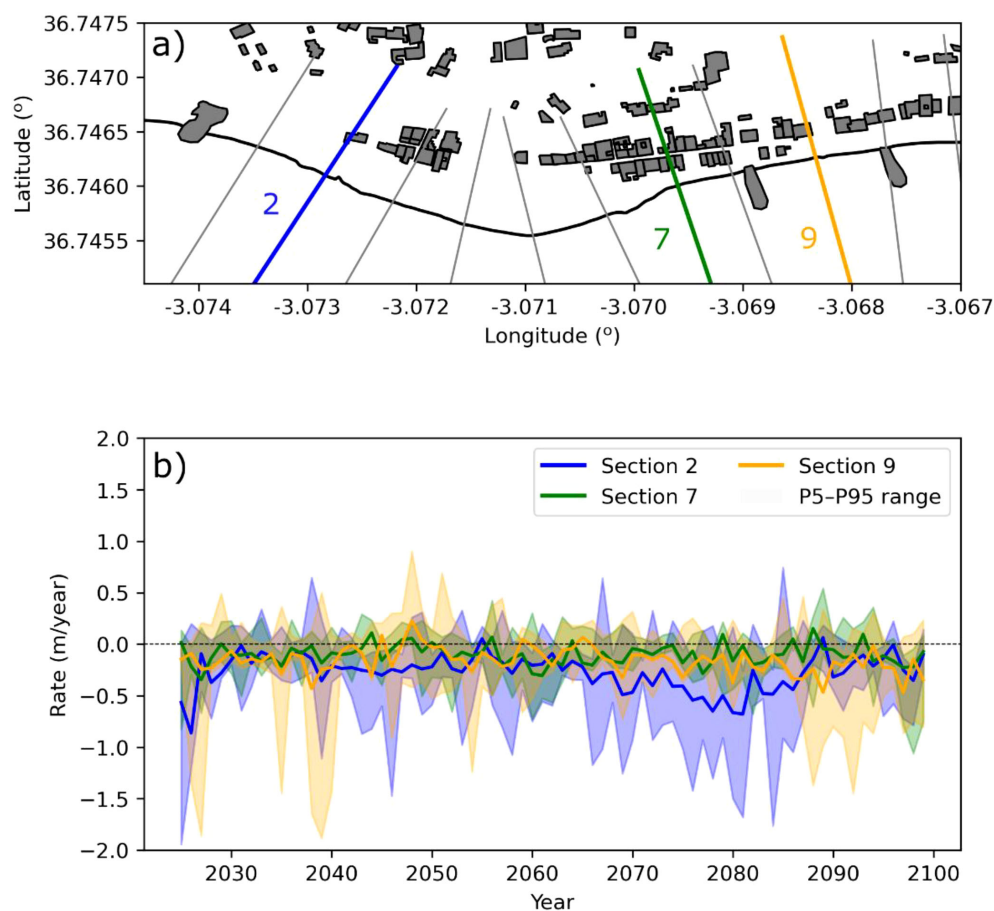 a)
36.7475
36.7470
36.7465
36.7460
36.7455
Latitude (°)
2
7
9
-3.074 -3.073 -3.072 -3.071 -3.070 -3.069 -3.068 -3.067
Longitude (°)
b)
Section 2 Section 9
Section 7 P5–P95 range
2.0
1.5
1.0
0.5
0.0
−0.5
−1.0
−1.5
−2.0
Rate (m/year)
2030 2040 2050 2060 2070 2080 2090 2100
Year